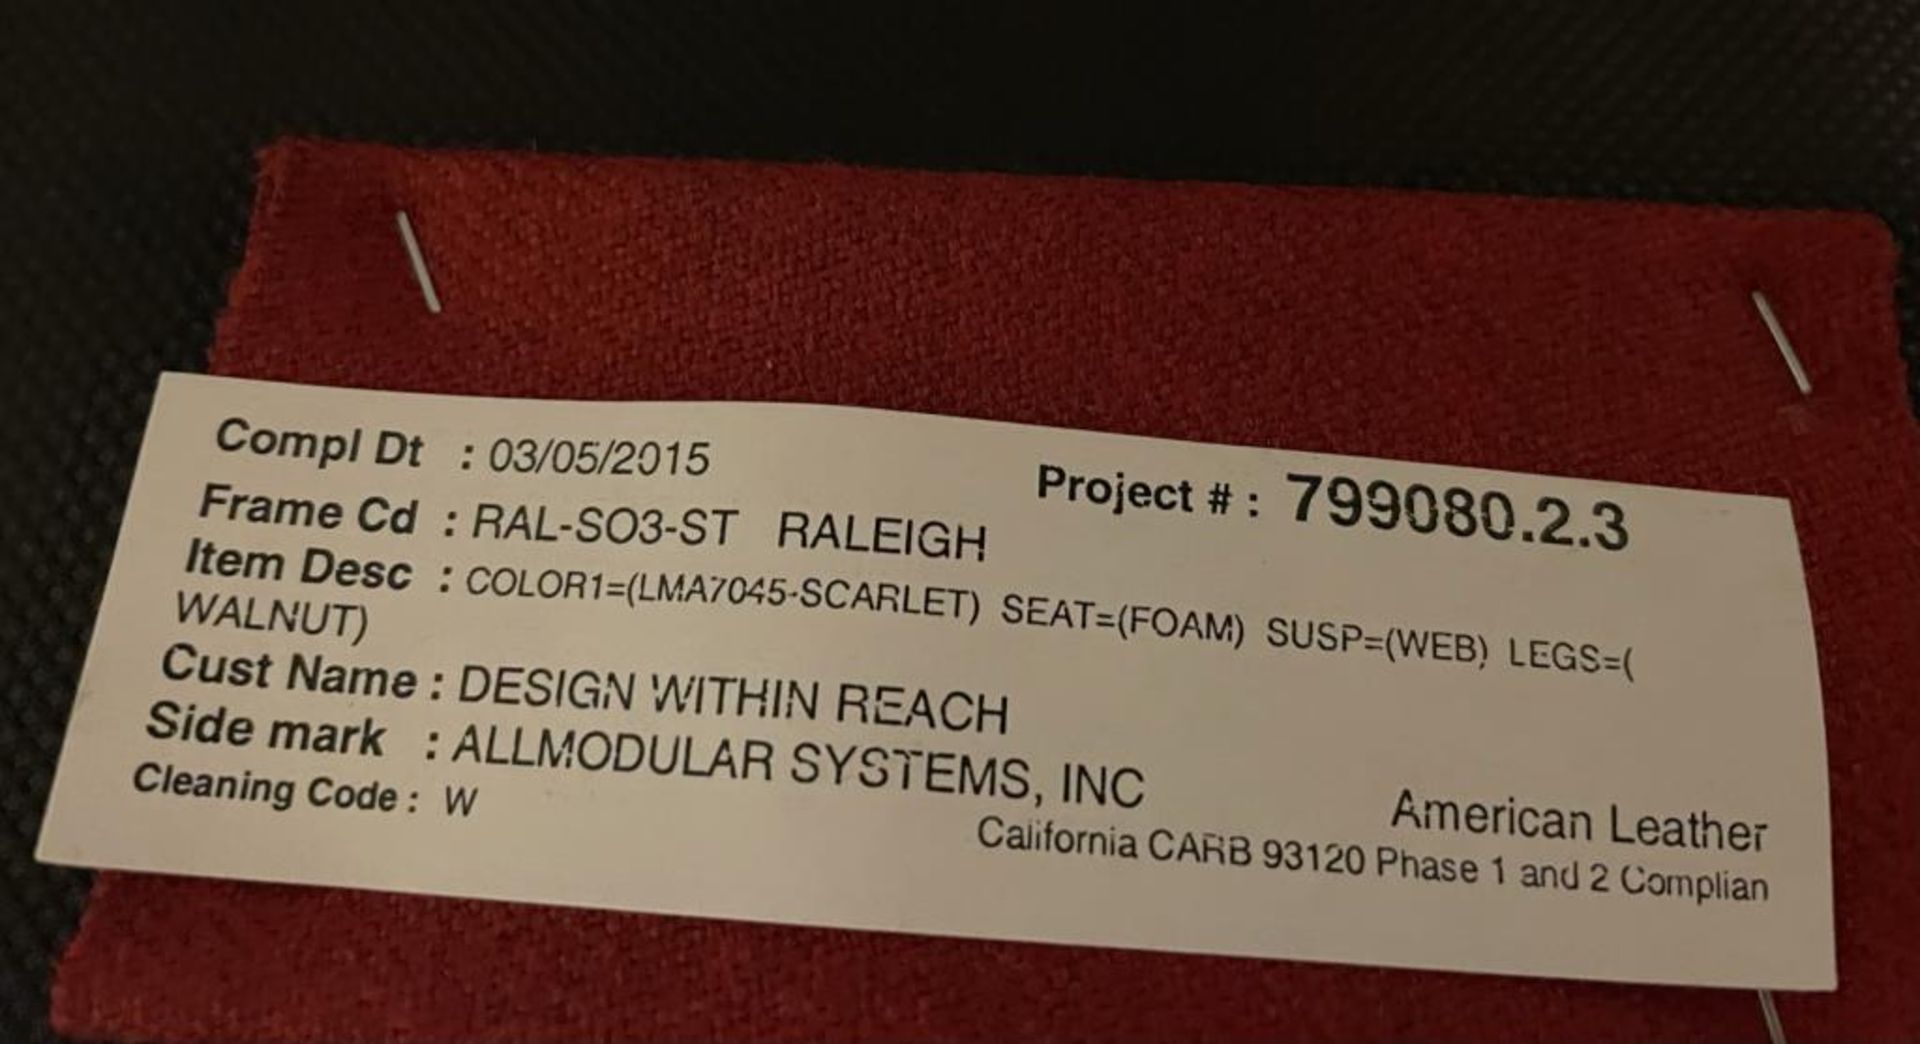 Compl Dt : 03/05/2015
Project # : 799080.2.3
Frame Cd : RAL-SO3-ST RALEIGH
Item Desc : COLOR1=(LMA7045-SCARLET) SEAT=(FOAM) SUSP=(WEB) LEGS=(
WALNUT)
Cust Name : DESIGN WITHIN REACH
Side mark : ALLMODULAR SYSTEMS, INC
Cleaning Code : W
American Leather
California CARB 93120 Phase 1 and 2 Complian